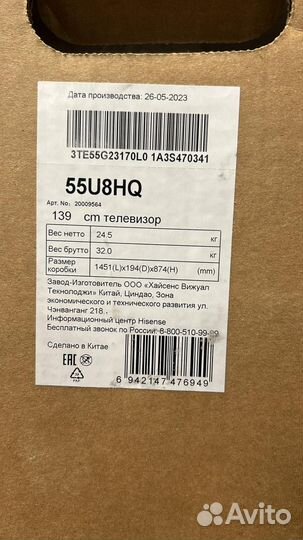 Дата производства: 26-05-2023
3TE55G23170L0 1A3S470341
55U8HQ
Арт. No: 20009564
139 cm телевизор
Вес нетто 24.5 кг
Вес брутто 32.0 кг
Размер коробки 1451(L)x194(D)x874(H) (mm)
Завод-Изготовитель ООО «Хайсенс Вижуал
Технолоджи» Китай, Циндао, Зона
экономического и технического развития ул.
Чэнванганг 218.
Информационный центр Hisense
Бесплатный звонок по России: 8-800-510-99-89
Сделано в Китае
EAC
PAP
6 942147 476949
Avito